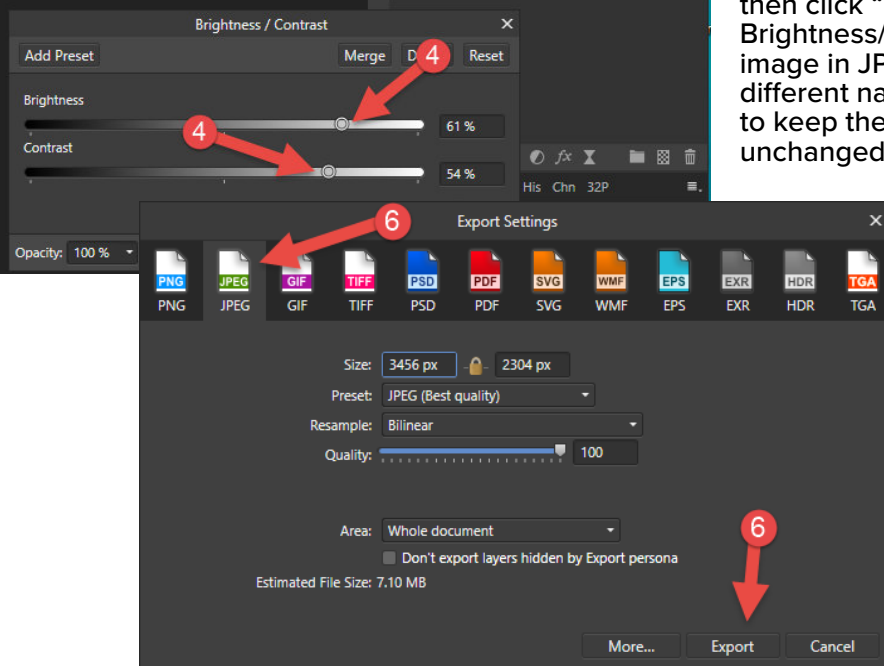 Brightness / Contrast
Add Preset Merge D Reset
4
Brightness
61 %
4
Contrast
54 %
Opacity: 100 %
His Chn 32P
then click "
Brightness/
image in JP
different na
to keep the
unchanged
6
Export Settings
PNG JPEG GIF TIFF PSD PDF SVG WMF EPS EXR HDR TGA
PNG JPEG GIF TIFF PSD PDF SVG WMF EPS EXR HDR TGA
Size: 3456 px 2304 px
Preset: JPEG (Best quality)
Resample: Bilinear
Quality: 100
Area: Whole document
Don't export layers hidden by Export persona
Estimated File Size: 7.10 MB
6
More... Export Cancel